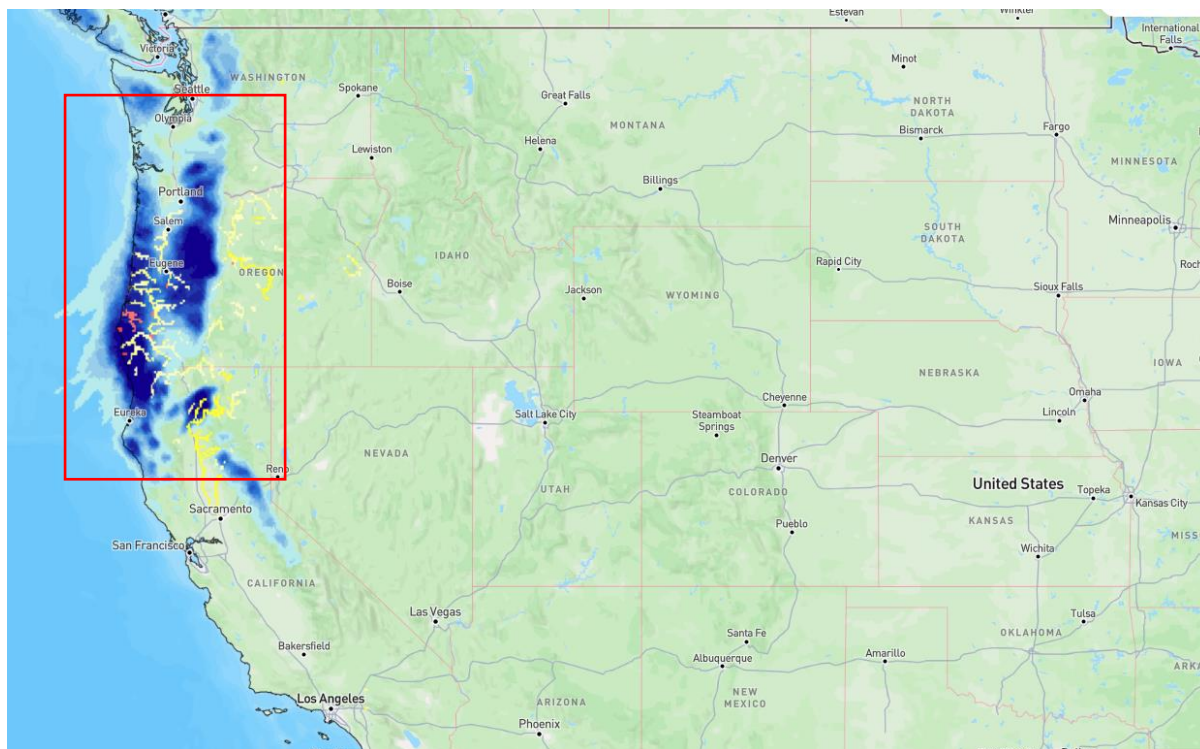 Estevan
Winkler
International
Falls
Victoria
Minot
WASHINGTON
Seattle
Spokane
Great Falls
NORTH
DAKOTA
Olympia
MONTANA
Bismarck
Fargo
Helena
Lewiston
MINNESOTA
Billings
Portland
Minneapolis
Salem
SOUTH
DAKOTA
IDAHO
Eugene
OREGON
Rapid City
Roch
Boise
Jackson
WYOMING
Sioux Falls
IOWA
NEBRASKA
Omaha
Cheyenne
Eureka
Salt Lake City
Steamboat
Springs
Lincoln
NEVADA
Denver
Reno
United States
UTAH
COLORADO
Topeka
Kansas City
Sacramento
KANSAS
Pueblo
MISS
San Francisco
Wichita
CALIFORNIA
Las Vegas
Tulsa
Santa Fe
OKLAHOMA
Bakersfield
Albuquerque
Amarillo
ARKA
Los Angeles
ARIZONA
NEW
MEXICO
Phoenix